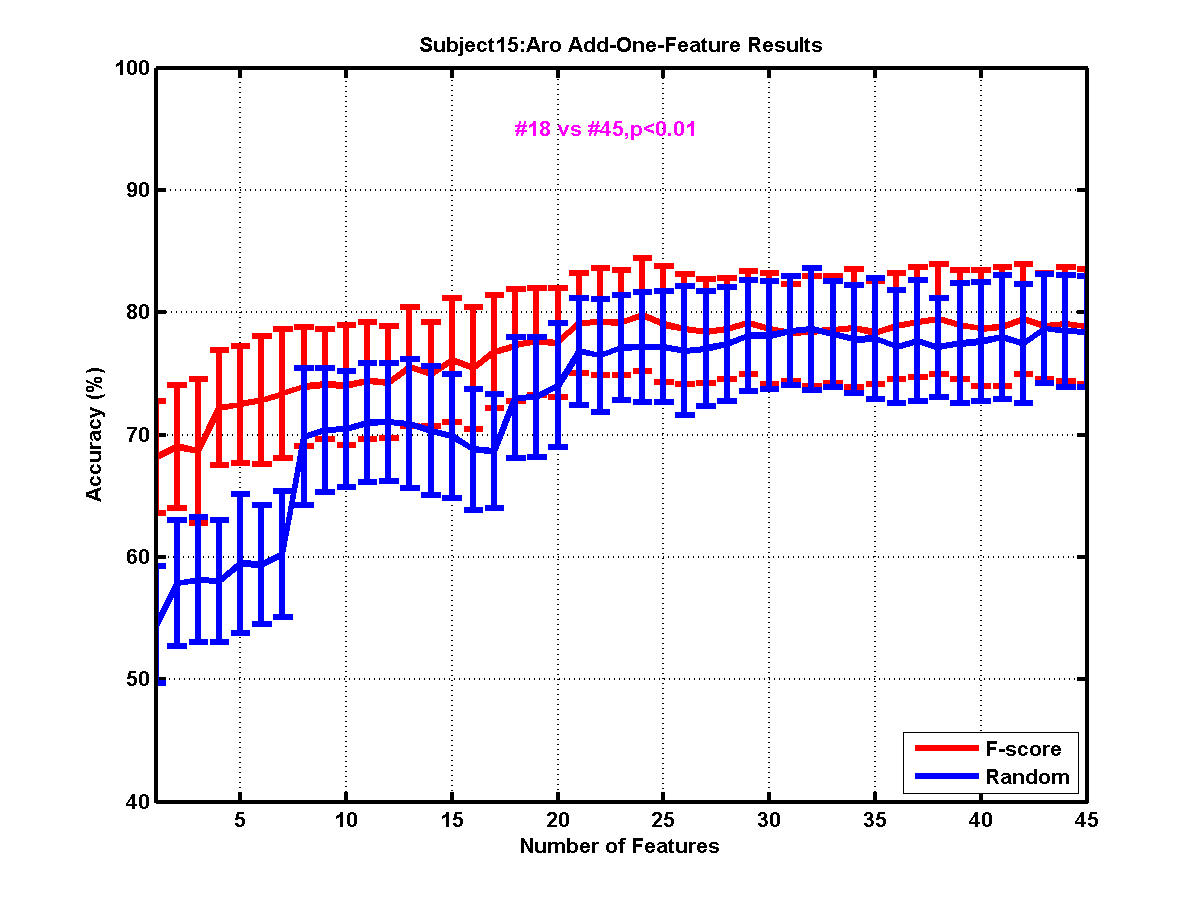 Subject15:Aro Add-One-Feature Results
#18 vs #45,p<0.01
Accuracy (%)
100
90
80
70
60
50
40
5 10 15 20 25 30 35 40 45
Number of Features
F-score
Random